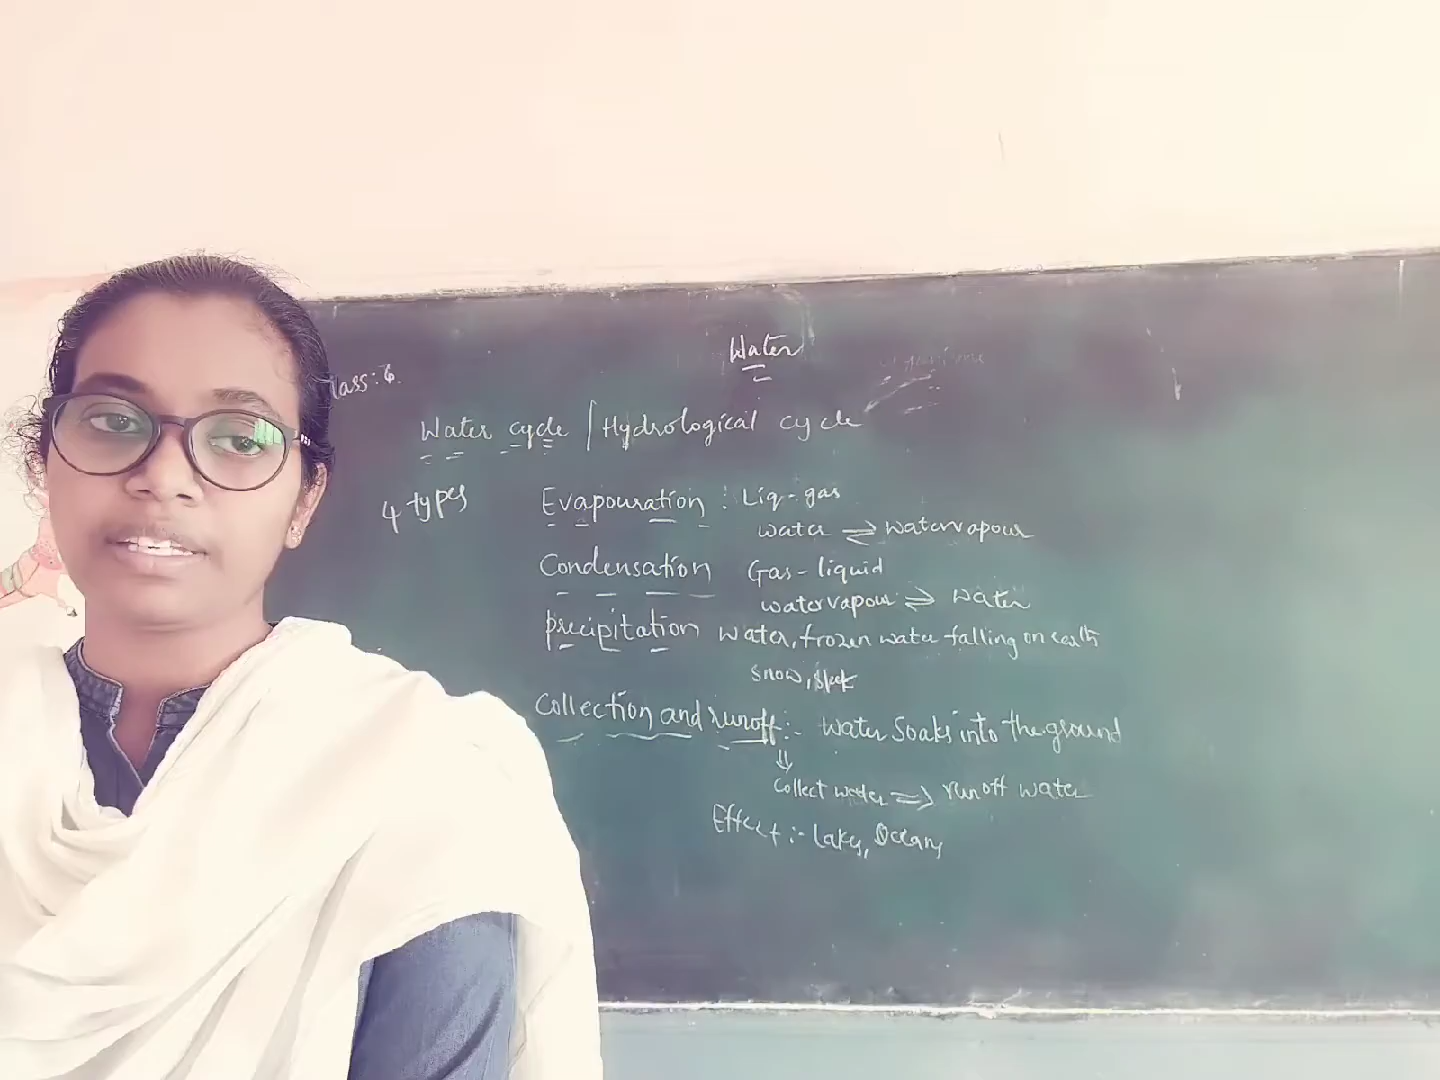 Water
lass: 6
Water cycle / Hydrological cycle
4 types
Evapouration : Liq - gas
water ⇌ watervapour
Condensation Gas - liquid
watervapour ⇌ water
precipitation water, frozen water falling on earth
snow,
Collection and runoff :- water soaks into the ground
⇓
Collect water ⇒ runoff water
Effect :- Lakes, Oceans